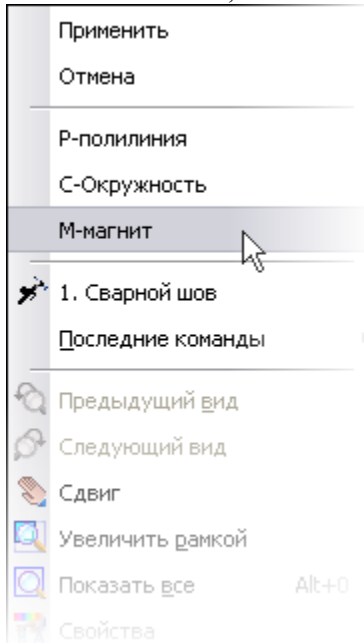 Применить
Отмена
Р-полилиния
С-Окружность
М-магнит
1. Сварной шов
Последние команды
Предыдущий вид
Следующий вид
Сдвиг
Увеличить рамкой
Показать все Alt+0
Свойства